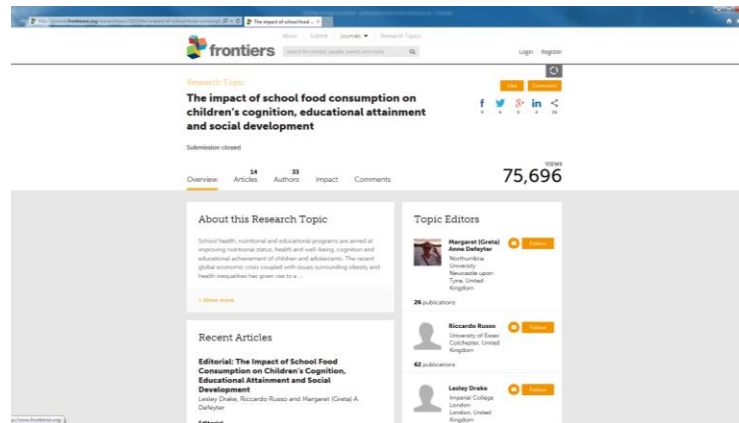 The impact of school food ...
About Submit Journals Research Topics
frontiers
Search for articles, people, events and more
Login Register
Research Topic
Like Comment
The impact of school food consumption on
children's cognition, educational attainment
and social development
Submission closed
VIEWS
75,696
14 33
Overview Articles Authors Impact Comments
About this Research Topic
School health, nutritional and educational programs are aimed at
improving nutritional status, health and well-being, cognition and
educational achievement of children and adolescents. The recent
global economic crisis coupled with issues surrounding obesity and
health inequalities has given rise to a ...
+ Show more
Recent Articles
Editorial: The Impact of School Food
Consumption on Children's Cognition,
Educational Attainment and Social
Development
Lesley Drake, Riccardo Russo and Margaret (Greta) A.
Defeyter
Editorial
Topic Editors
Margaret (Greta)
Anne Defeyter
Follow
Northumbria
University
Newcastle upon
Tyne, United
Kingdom
26 publications
Riccardo Russo
Follow
University of Essex
Colchester, United
Kingdom
62 publications
Lesley Drake
Follow
Imperial College
London
London, United
Kingdom